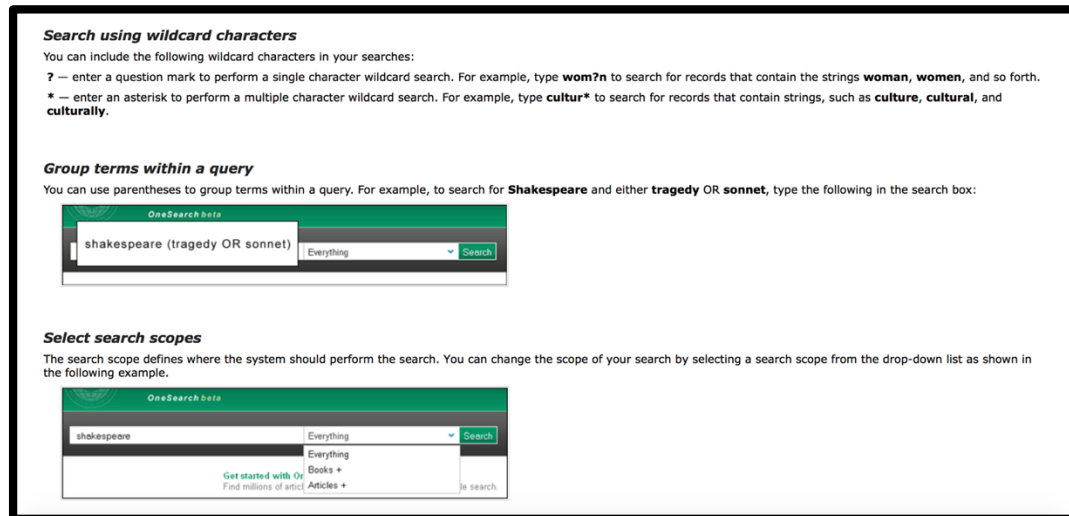 Search using wildcard characters
You can include the following wildcard characters in your searches:
? — enter a question mark to perform a single character wildcard search. For example, type wom?n to search for records that contain the strings woman, women, and so forth.
* — enter an asterisk to perform a multiple character wildcard search. For example, type cultur* to search for records that contain strings, such as culture, cultural, and
culturally.
Group terms within a query
You can use parentheses to group terms within a query. For example, to search for Shakespeare and either tragedy OR sonnet, type the following in the search box:
OneSearch beta
shakespeare (tragedy OR sonnet)
Everything
Search
Select search scopes
The search scope defines where the system should perform the search. You can change the scope of your search by selecting a search scope from the drop-down list as shown in
the following example.
OneSearch beta
shakespeare
Everything
Search
Everything
Books +
Articles +
Get started with Or
Find millions of articl
le search.